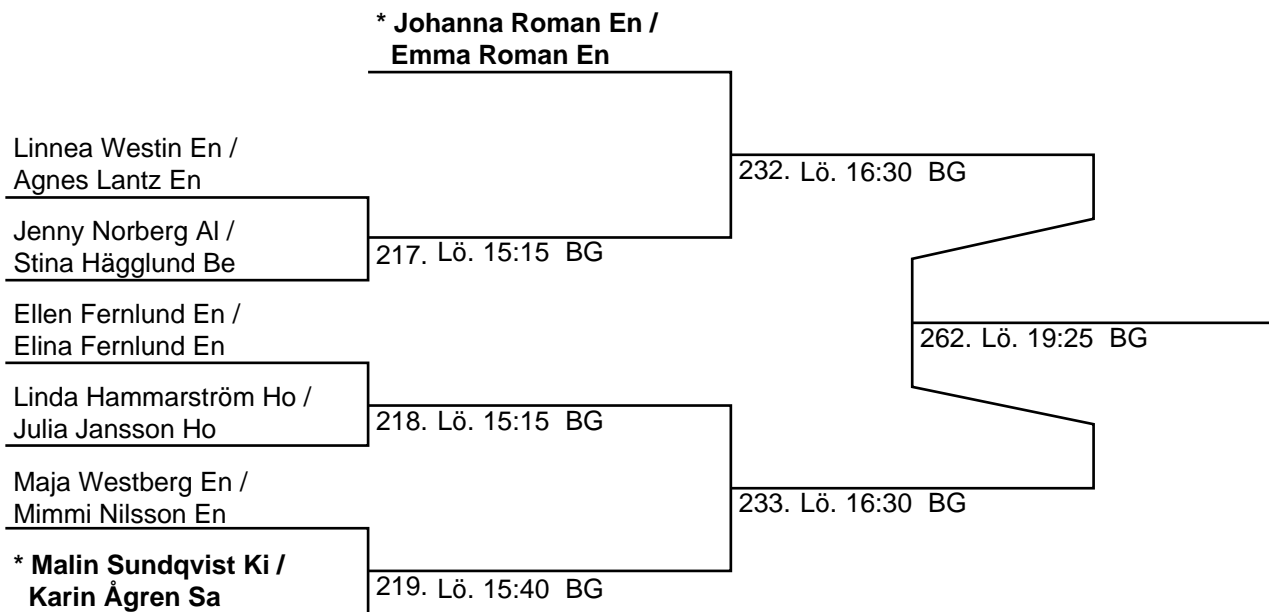 * Johanna Roman En /
Emma Roman En
Linnea Westin En /
Agnes Lantz En
232. Lö. 16:30 BG
Jenny Norberg Al /
Stina Hägglund Be
217. Lö. 15:15 BG
Ellen Fernlund En /
Elina Fernlund En
262. Lö. 19:25 BG
Linda Hammarström Ho /
Julia Jansson Ho
218. Lö. 15:15 BG
Maja Westberg En /
Mimmi Nilsson En
233. Lö. 16:30 BG
* Malin Sundqvist Ki /
Karin Ågren Sa
219. Lö. 15:40 BG